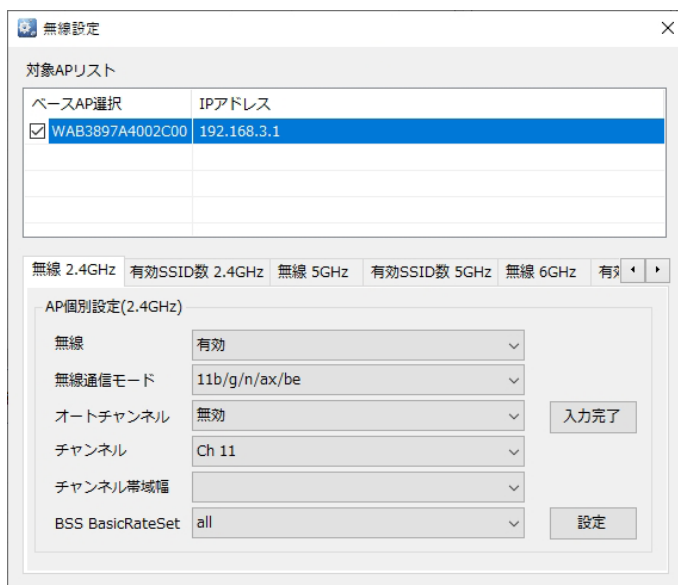 無線設定
対象APリスト
ベースAP選択 IPアドレス
WAB3897A4002C00 192.168.3.1
無線 2.4GHz 有効SSID数 2.4GHz 無線 5GHz 有効SSID数 5GHz 無線 6GHz
AP個別設定(2.4GHz)
無線 有効
無線通信モード 11b/g/n/ax/be
オートチャンネル 無効 入力完了
チャンネル Ch 11
チャンネル帯域幅
BSS BasicRateSet all 設定